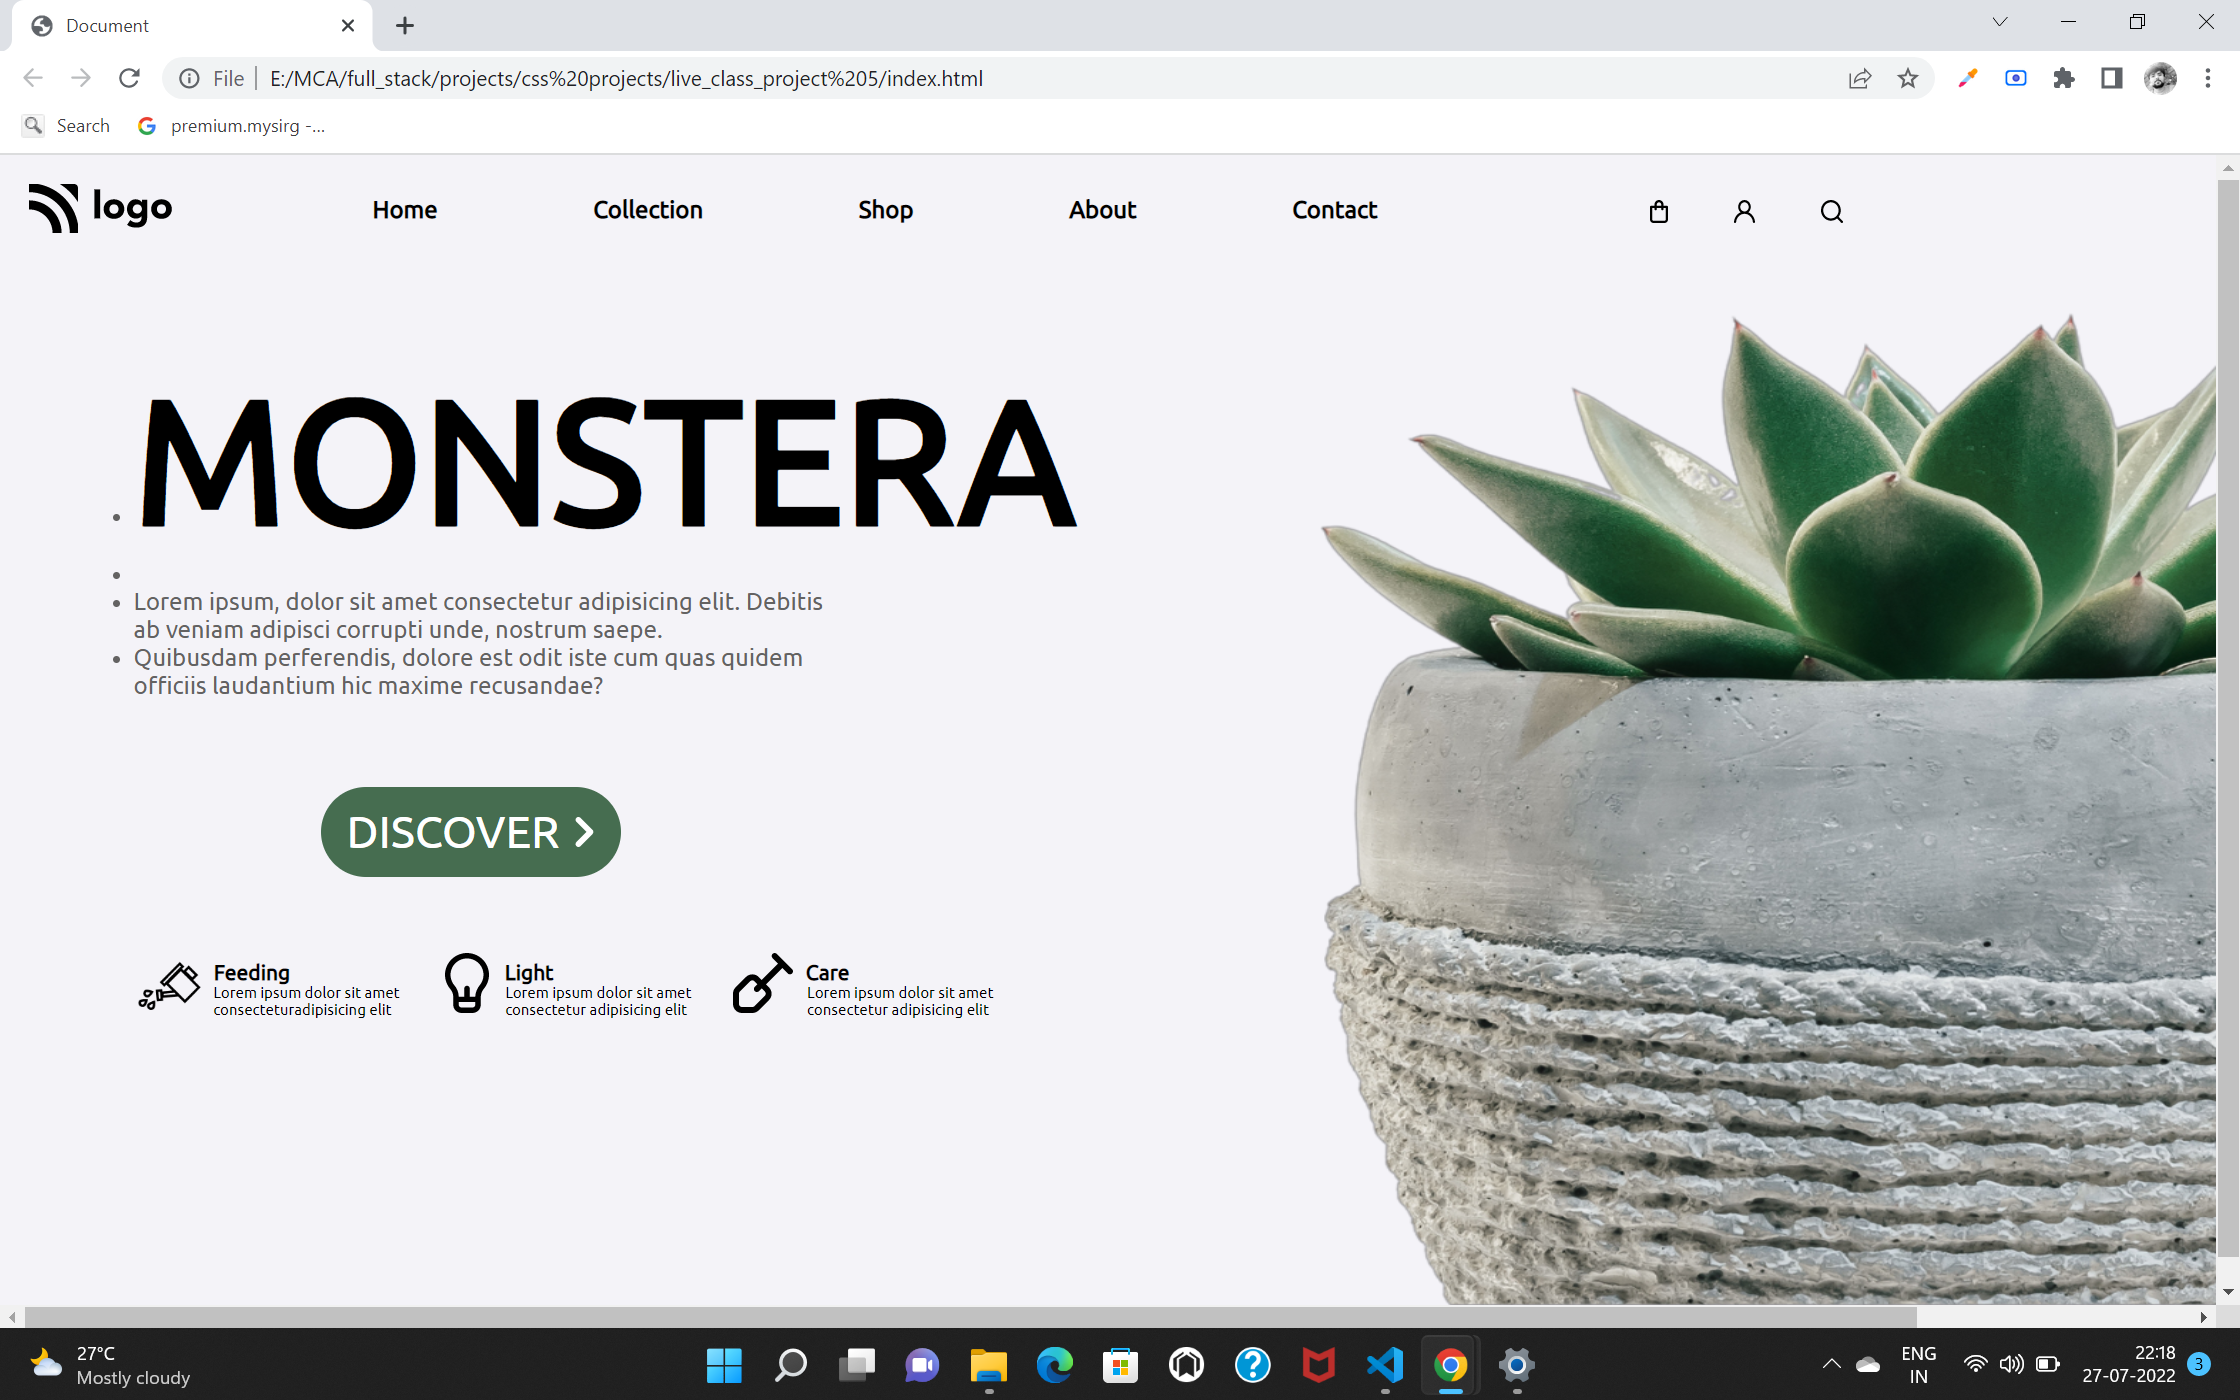 Document
File
E:/MCA/full_stack/projects/css%20projects/live_class_project%205/index.html
Search
premium.mysirg -...
logo
Home
Collection
Shop
About
Contact
MONSTERA
Lorem ipsum, dolor sit amet consectetur adipisicing elit. Debitis
ab veniam adipisci corrupti unde, nostrum saepe.
Quibusdam perferendis, dolore est odit iste cum quas quidem
officiis laudantium hic maxime recusandae?
DISCOVER
Feeding
Lorem ipsum dolor sit amet
consecteturadipisicing elit
Light
Lorem ipsum dolor sit amet
consectetur adipisicing elit
Care
Lorem ipsum dolor sit amet
consectetur adipisicing elit
27°C
Mostly cloudy
ENG
IN
22:18
27-07-2022
3